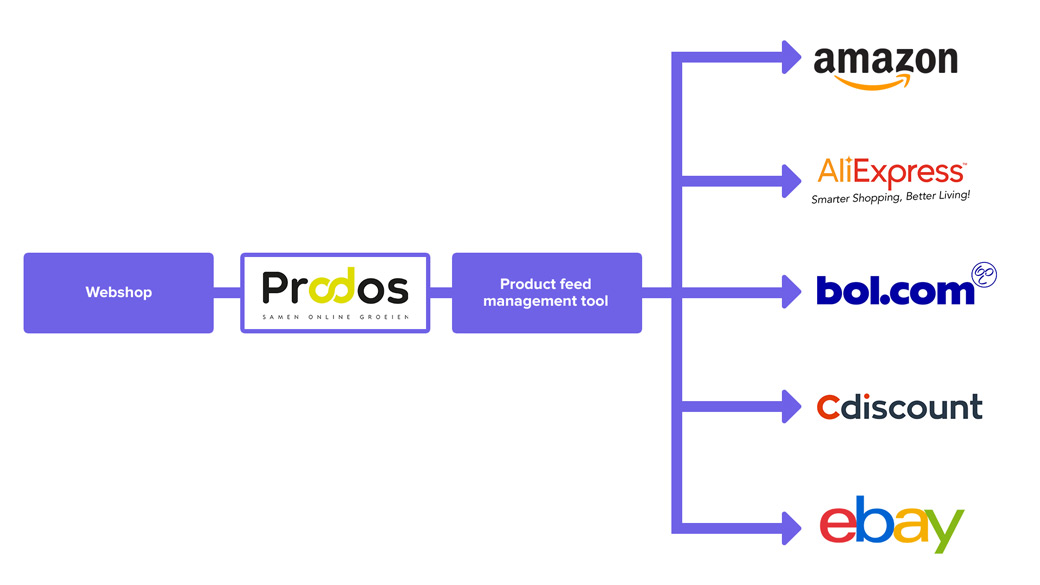 Webshop
Prodos
SAMEN ONLINE GROEIEN
Product feed
management tool
amazon
AliExpress™
Smarter Shopping, Better Living!
bol.com
Cdiscount
ebay